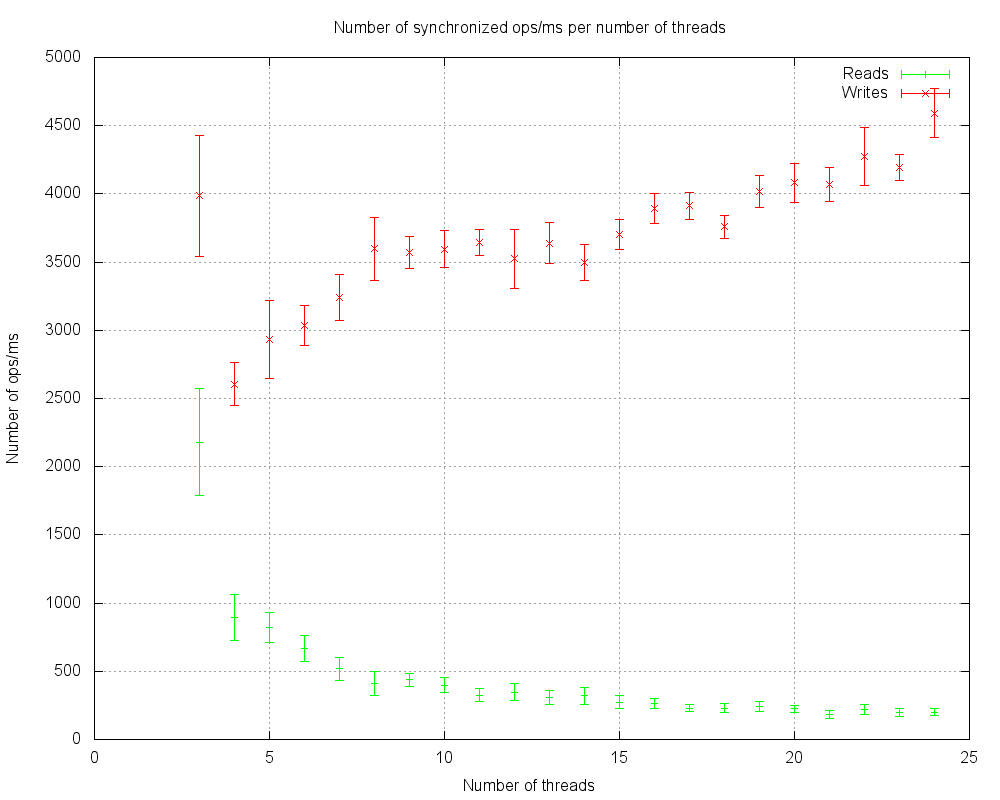 Number of synchronized ops/ms per number of threads
Reads
Writes
5000
4500
4000
3500
3000
2500
2000
1500
1000
500
0
Number of ops/ms
0 5 10 15 20 25
Number of threads